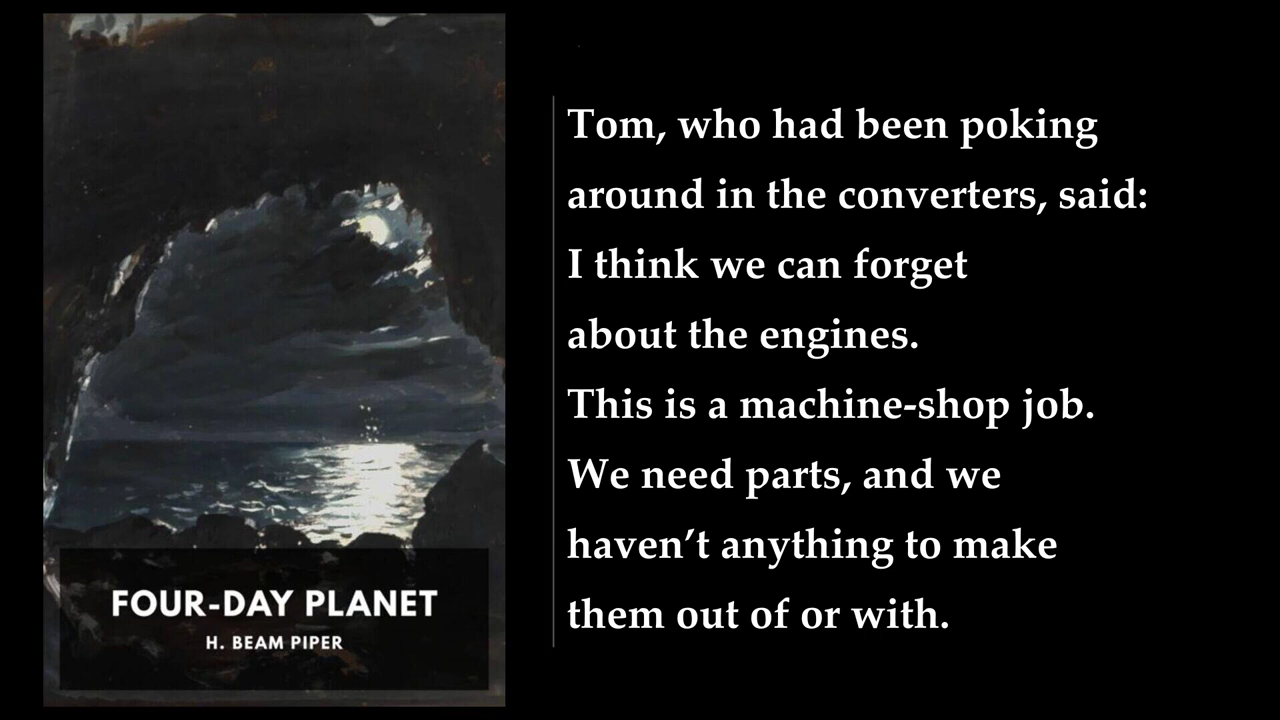 FOUR-DAY PLANET
H. BEAM PIPER
Tom, who had been poking
around in the converters, said:
I think we can forget
about the engines.
This is a machine-shop job.
We need parts, and we
haven’t anything to make
them out of or with.